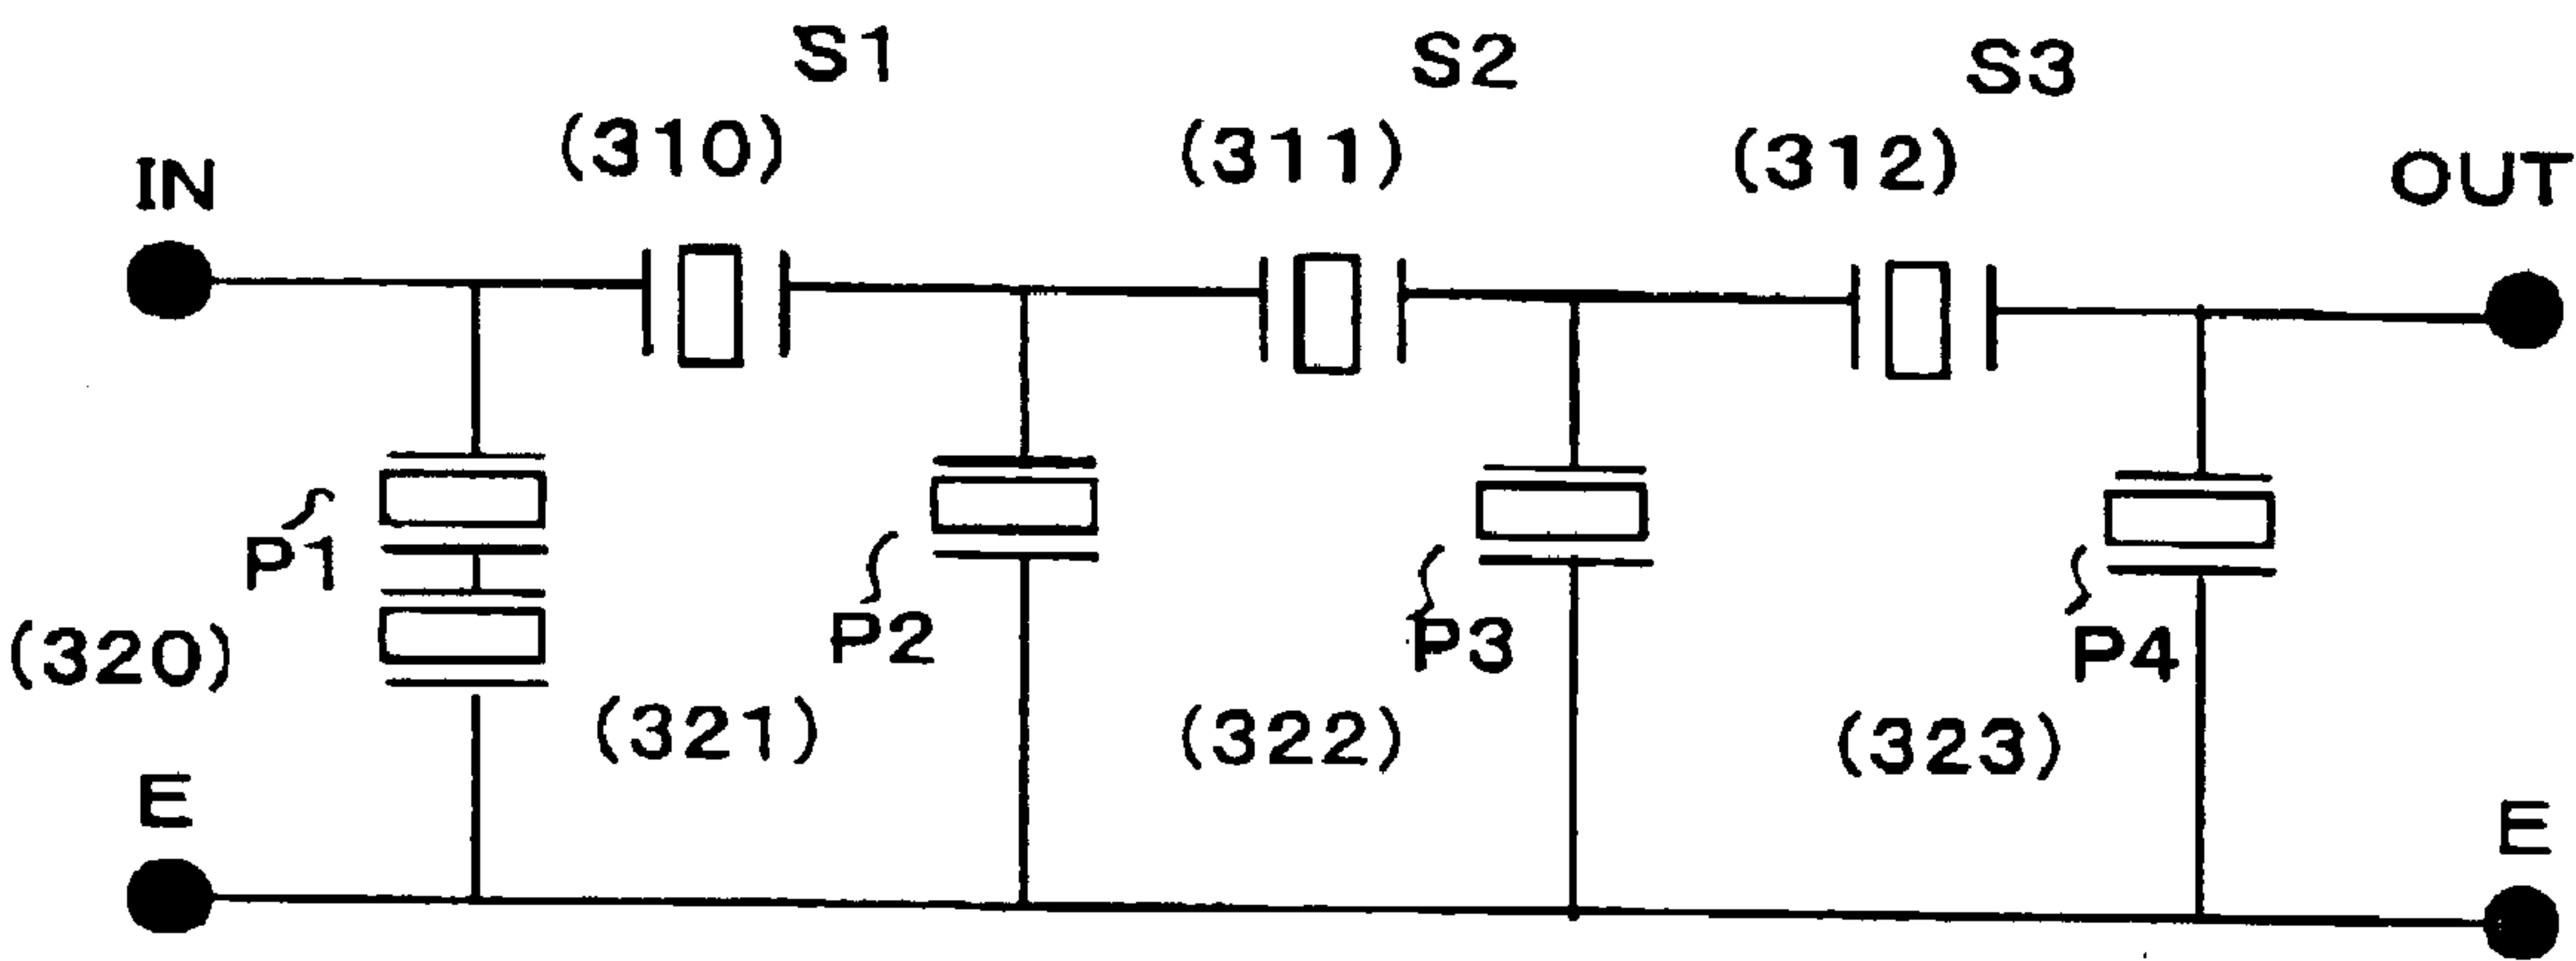 S1
S2
S3
(310)
(311)
(312)
IN
OUT
P1
P2
P3
P4
(320)
(321)
(322)
(323)
E
E